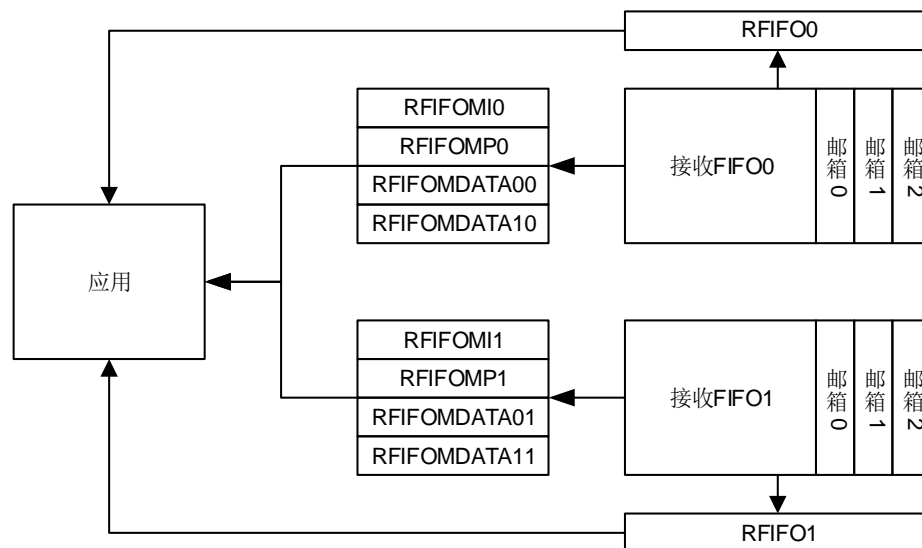 RFIFO0
RFIFOMI0
RFIFOMP0
RFIFOMDATA00
RFIFOMDATA10
接收FIFO0
邮箱0
邮箱1
邮箱2
应用
RFIFOMI1
RFIFOMP1
RFIFOMDATA01
RFIFOMDATA11
接收FIFO1
邮箱0
邮箱1
邮箱2
RFIFO1